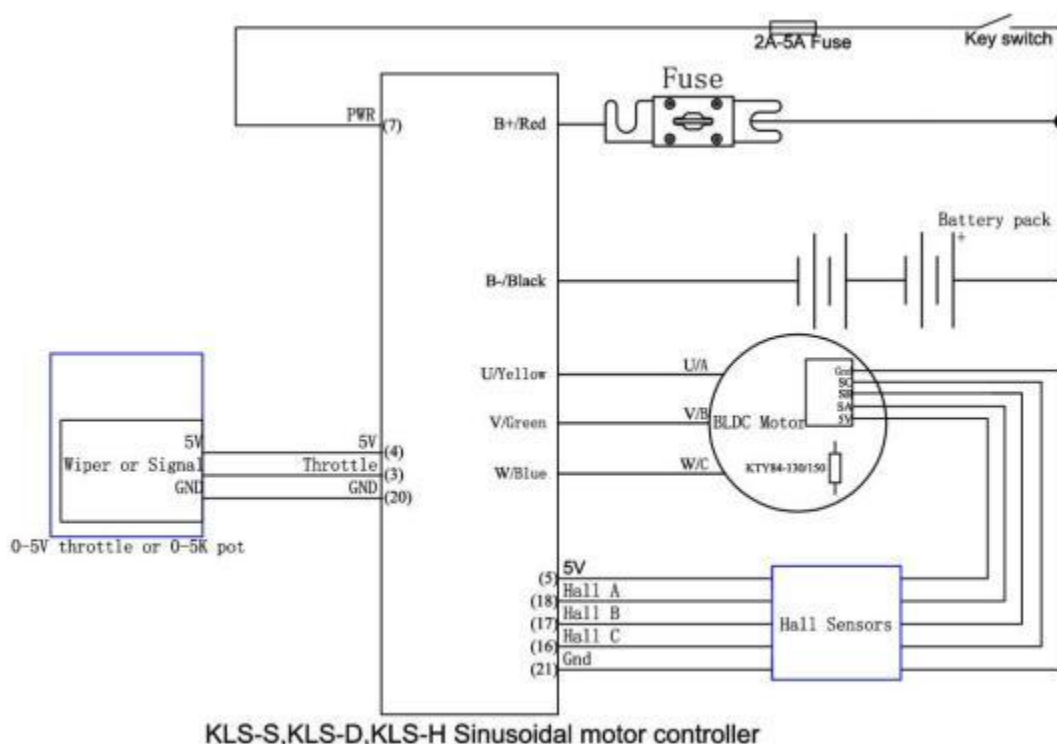 2A-5A Fuse
Key switch
Fuse
PWR
(7)
B+/Red
Battery pack
+
B-/Black
U/Yellow
U/A
V/Green
V/B
BLDC Motor
W/Blue
W/C
KTY84-130/150
Gnd
SC
SB
SA
5V
5V
Wiper or Signal
GND
5V
(4)
Throttle
(3)
GND
(20)
0-5V throttle or 0-5K pot
(5)
5V
(18)
Hall A
(17)
Hall B
(16)
Hall C
(21)
Gnd
Hall Sensors
KLS-S,KLS-D,KLS-H Sinusoidal motor controller